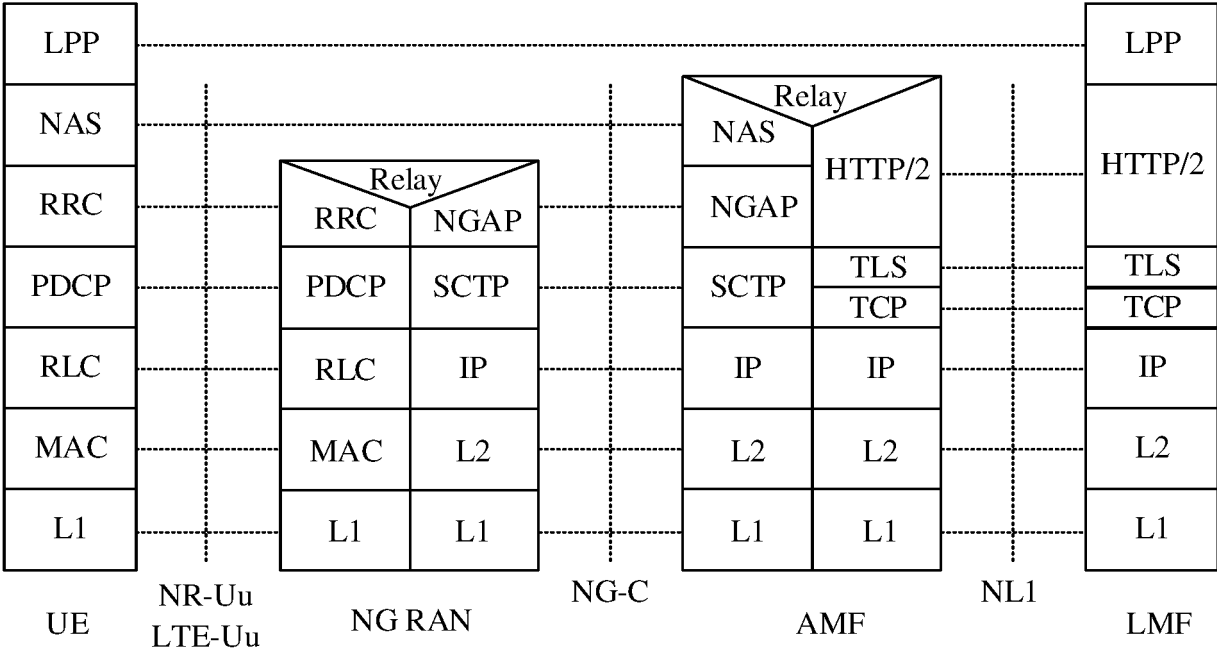 LPP
LPP
Relay
NAS
NAS
HTTP/2
HTTP/2
Relay
RRC
RRC
NGAP
NGAP
PDCP
PDCP
SCTP
SCTP
TLS
TLS
TCP
TCP
RLC
RLC
IP
IP
IP
IP
MAC
MAC
L2
L2
L2
L2
L1
L1
L1
L1
L1
L1
UE
NR-Uu
LTE-Uu
NG RAN
NG-C
AMF
NL1
LMF